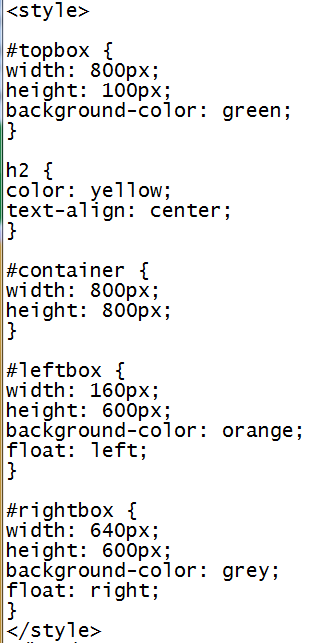 <style>
#topbox {
width: 800px;
height: 100px;
background-color: green;
}
h2 {
color: yellow;
text-align: center;
}
#container {
width: 800px;
height: 800px;
}
#leftbox {
width: 160px;
height: 600px;
background-color: orange;
float: left;
}
#rightbox {
width: 640px;
height: 600px;
background-color: grey;
float: right;
}
</style>